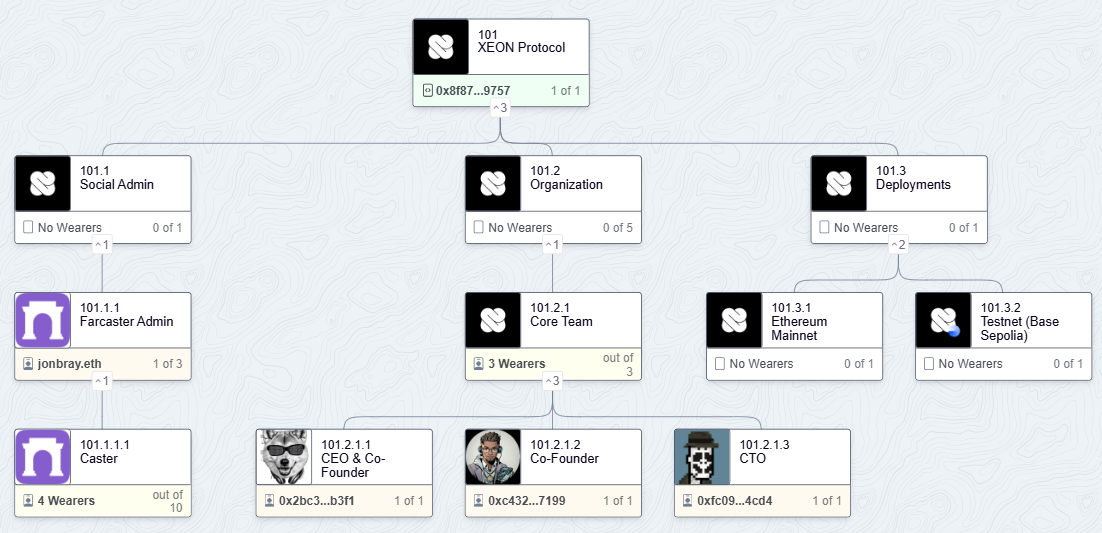 101
XEON Protocol
0x8f87...9757 1 of 1
^3
101.1
Social Admin
No Wearers 0 of 1
^1
101.2
Organization
No Wearers 0 of 5
^1
101.3
Deployments
No Wearers 0 of 1
^2
101.1.1
Farcaster Admin
jonbray.eth 1 of 3
^1
101.2.1
Core Team
3 Wearers out of 3
^3
101.3.1
Ethereum
Mainnet
No Wearers 0 of 1
101.3.2
Testnet (Base
Sepolia)
No Wearers 0 of 1
101.1.1.1
Caster
4 Wearers out of 10
101.2.1.1
CEO & Co-
Founder
0x2bc3...b3f1 1 of 1
101.2.1.2
Co-Founder
0xc432...7199 1 of 1
101.2.1.3
CTO
0xfc09...4cd4 1 of 1